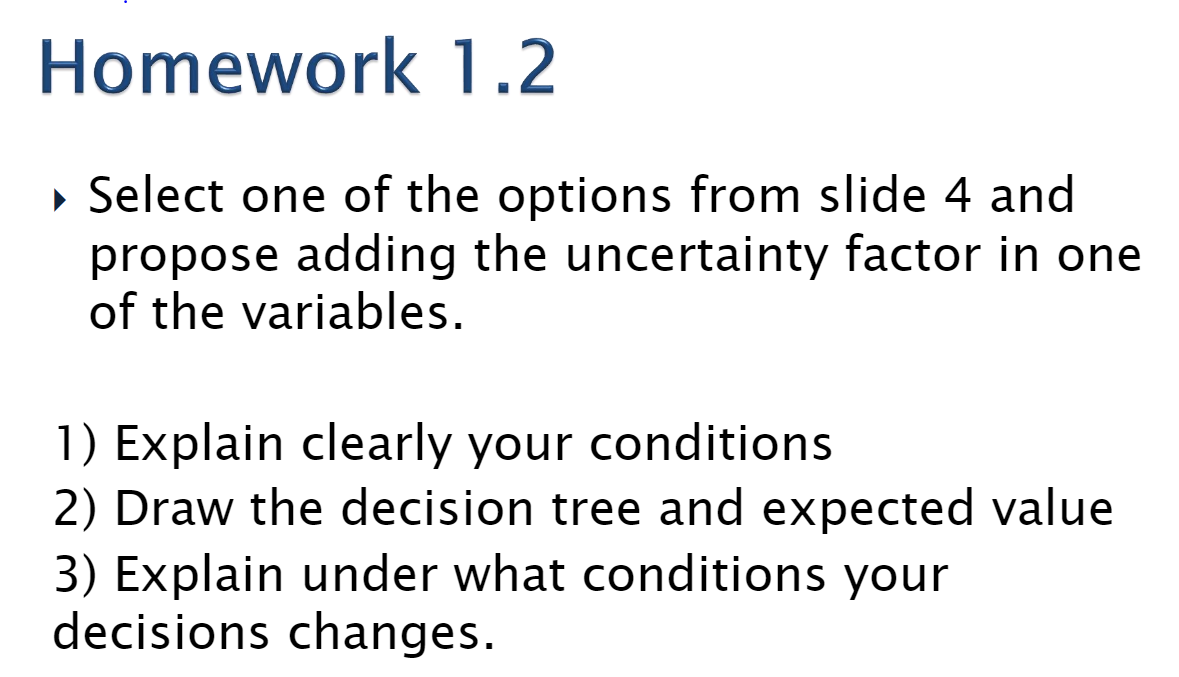 Homework 1.2
Select one of the options from slide 4 and
propose adding the uncertainty factor in one
of the variables.
1) Explain clearly your conditions
2) Draw the decision tree and expected value
3) Explain under what conditions your
decisions changes.